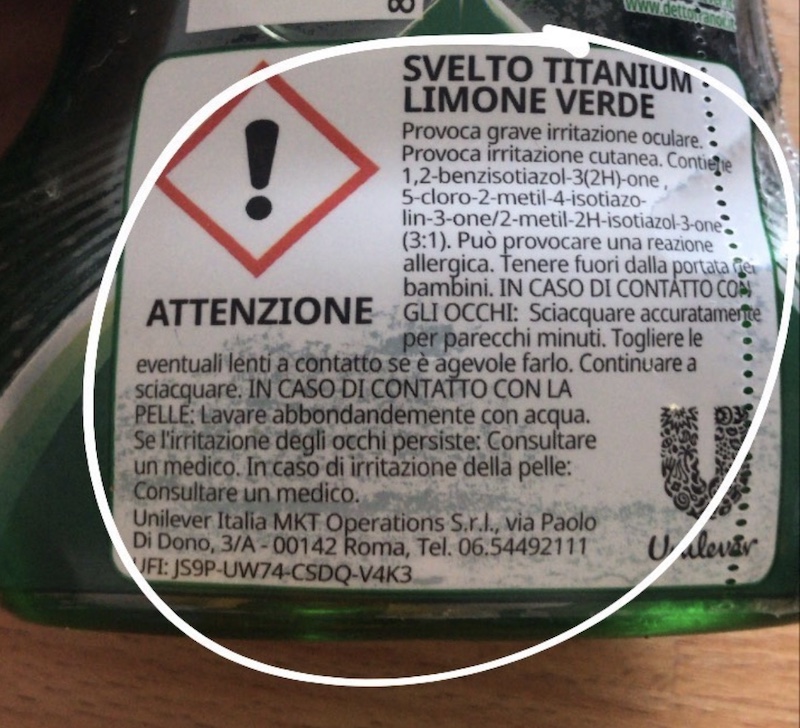 8
www.dettofranoi.it
SVELTO TITANIUM
LIMONE VERDE
Provoca grave irritazione oculare.
Provoca irritazione cutanea. Contiene
1,2-benzisotiazol-3(2H)-one ,
5-cloro-2-metil-4-isotiazo-
lin-3-one/2-metil-2H-isotiazol-3-one
(3:1). Può provocare una reazione
allergica. Tenere fuori dalla portata dei
bambini. IN CASO DI CONTATTO CON
GLI OCCHI: Sciacquare accuratamente
per parecchi minuti. Togliere le
ATTENZIONE
eventuali lenti a contatto se è agevole farlo. Continuare a
sciacquare. IN CASO DI CONTATTO CON LA
PELLE: Lavare abbondandemente con acqua.
Se l'irritazione degli occhi persiste: Consultare
un medico. In caso di irritazione della pelle:
Consultare un medico.
Unilever Italia MKT Operations S.r.l., via Paolo
Di Dono, 3/A - 00142 Roma, Tel. 06.54492111
UFI: JS9P-UW74-CSDQ-V4K3
Unilever